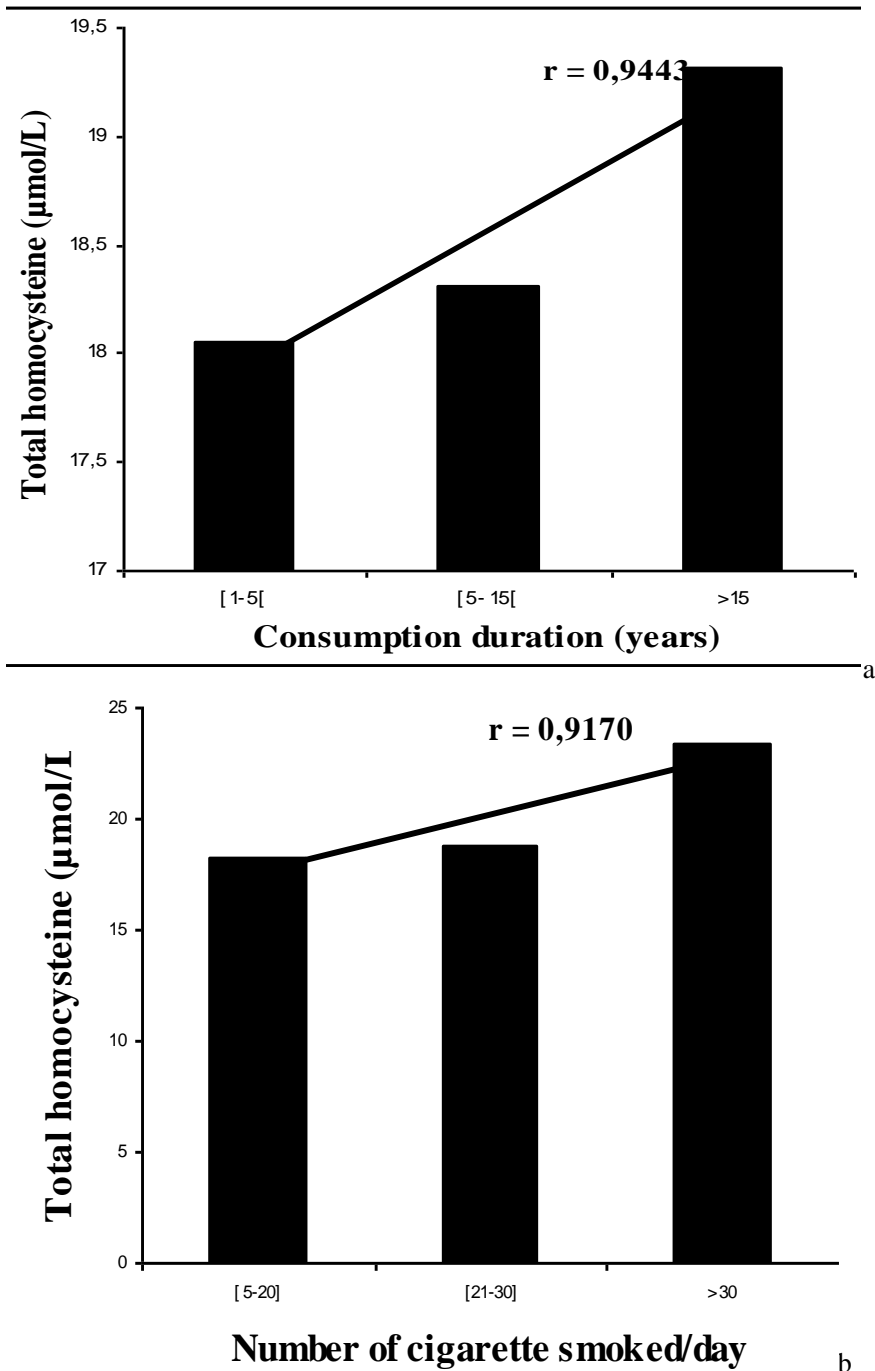 19,5
r = 0,9443
19
18,5
18
17,5
17
Total homocysteine (µmol/L)
[1-5[
[5-15[
>15
Consumption duration (years)
a
25
r = 0,9170
20
15
10
5
0
Total homocysteine (µmol/l
[5-20]
[21-30]
>30
Number of cigarette smoked/day
b